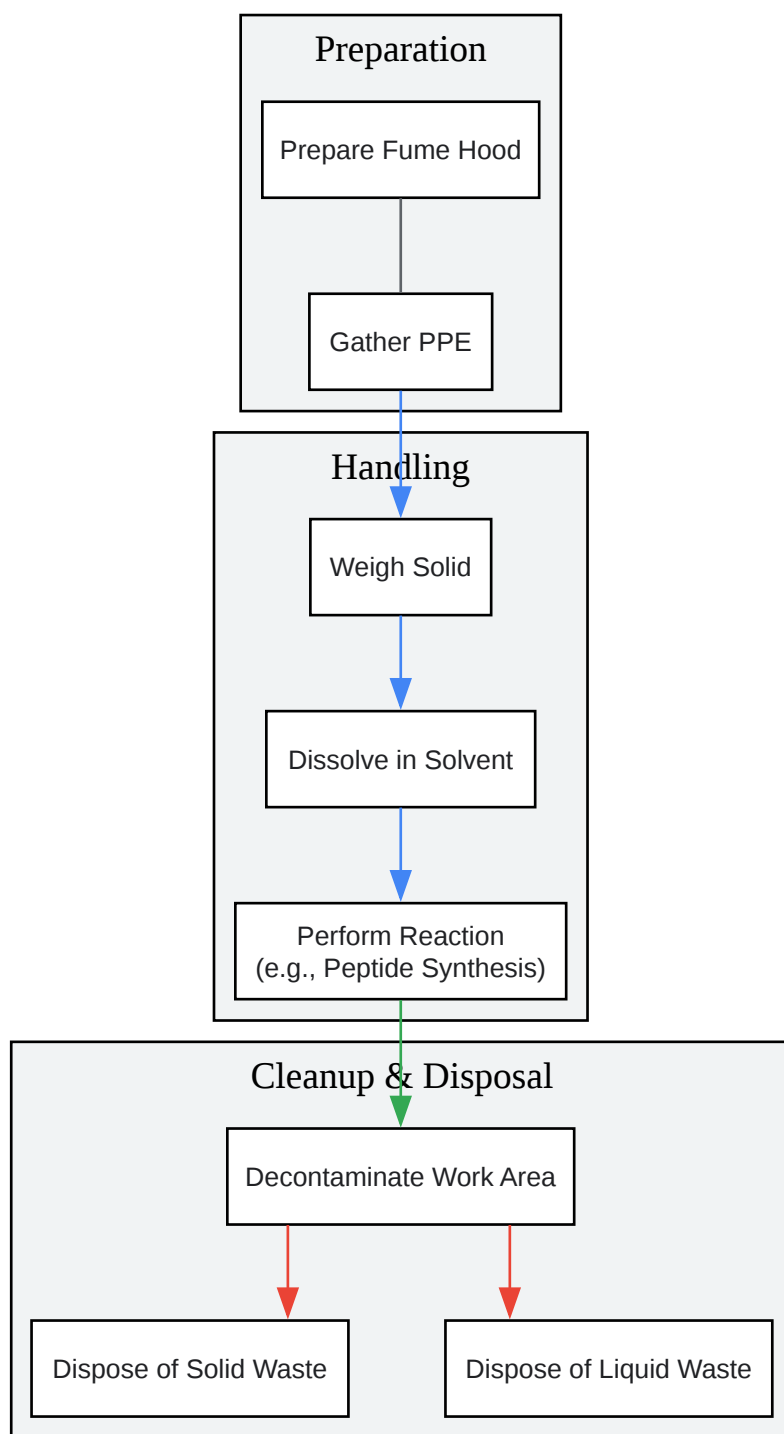 Preparation
Prepare Fume Hood
Gather PPE
Handling
Weigh Solid
Dissolve in Solvent
Perform Reaction
(e.g., Peptide Synthesis)
Cleanup & Disposal
Decontaminate Work Area
Dispose of Solid Waste
Dispose of Liquid Waste